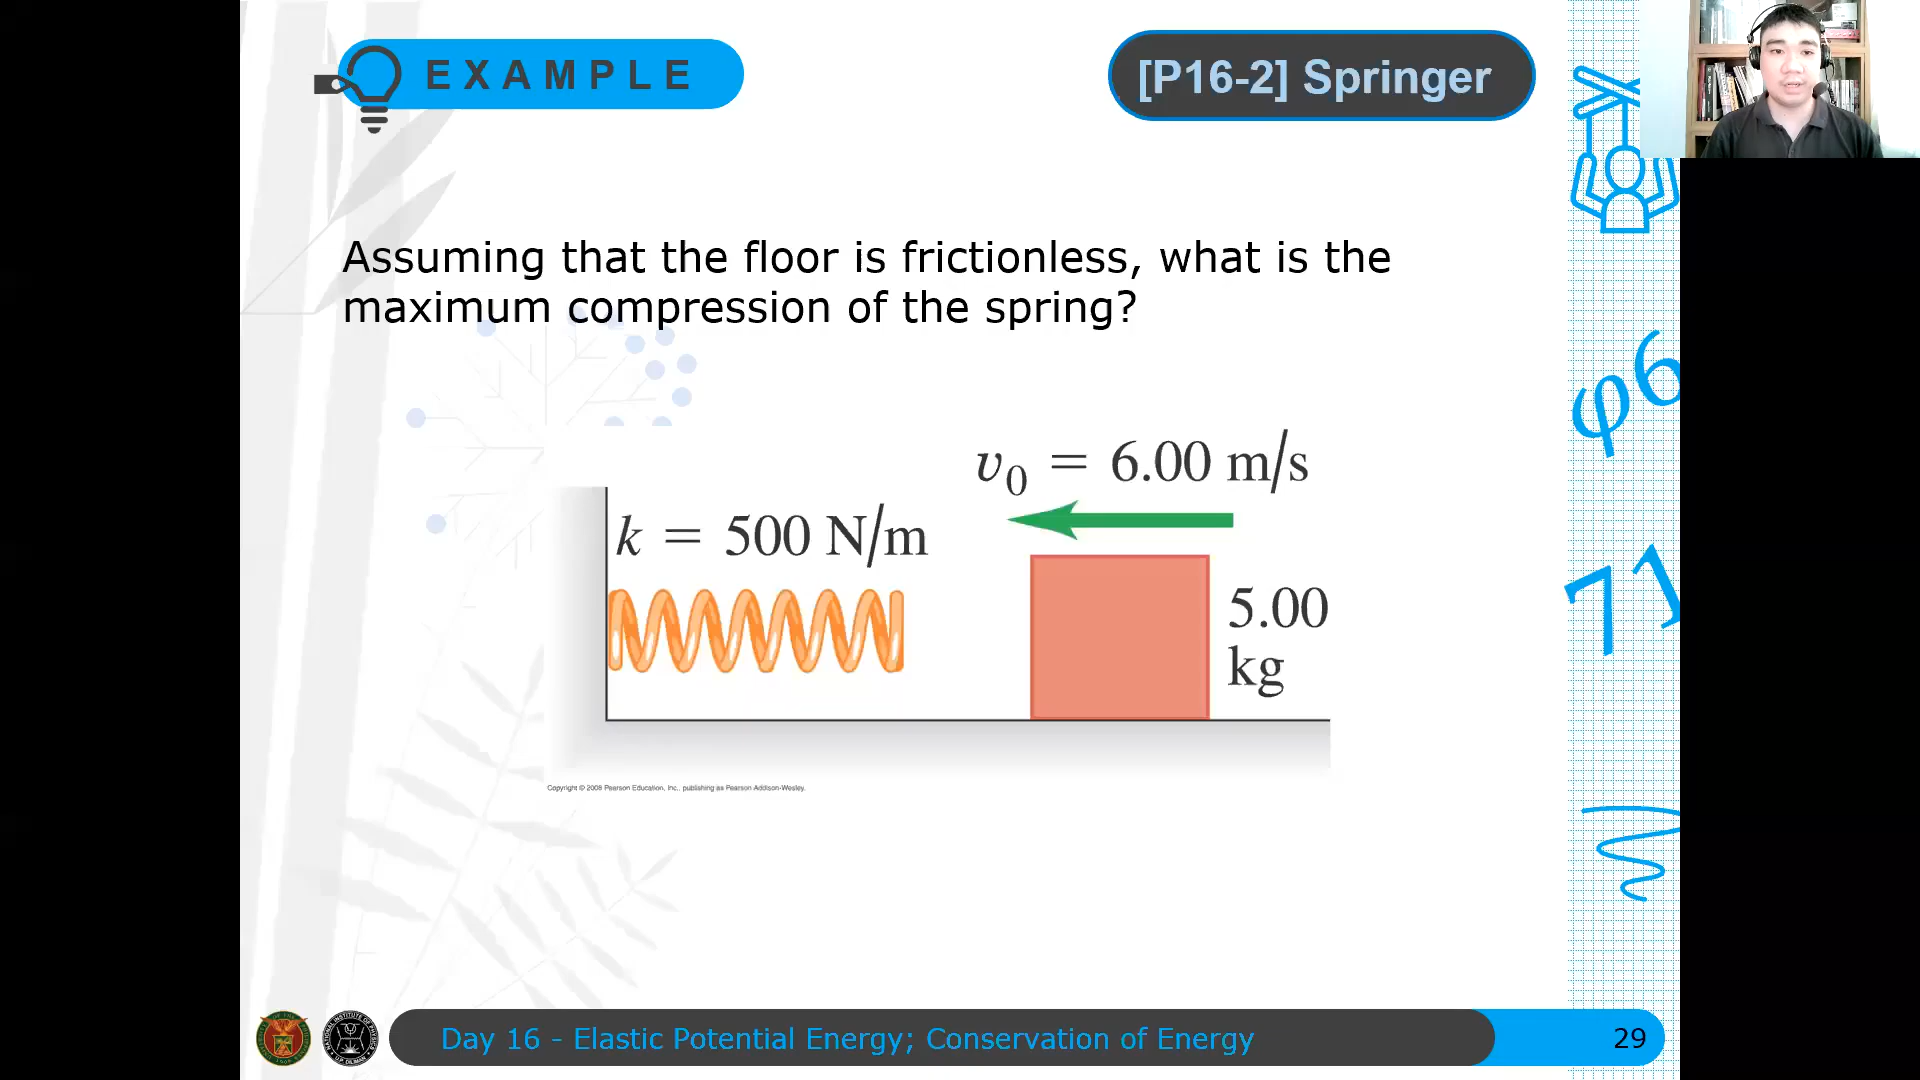 EXAMPLE
[P16-2] Springer
Assuming that the floor is frictionless, what is the
maximum compression of the spring?
v₀ = 6.00 m/s
k = 500 N/m
5.00
kg
Copyright © 2008 Pearson Education, Inc., publishing as Pearson Addison-Wesley.
φ6
71
Day 16 - Elastic Potential Energy; Conservation of Energy
29